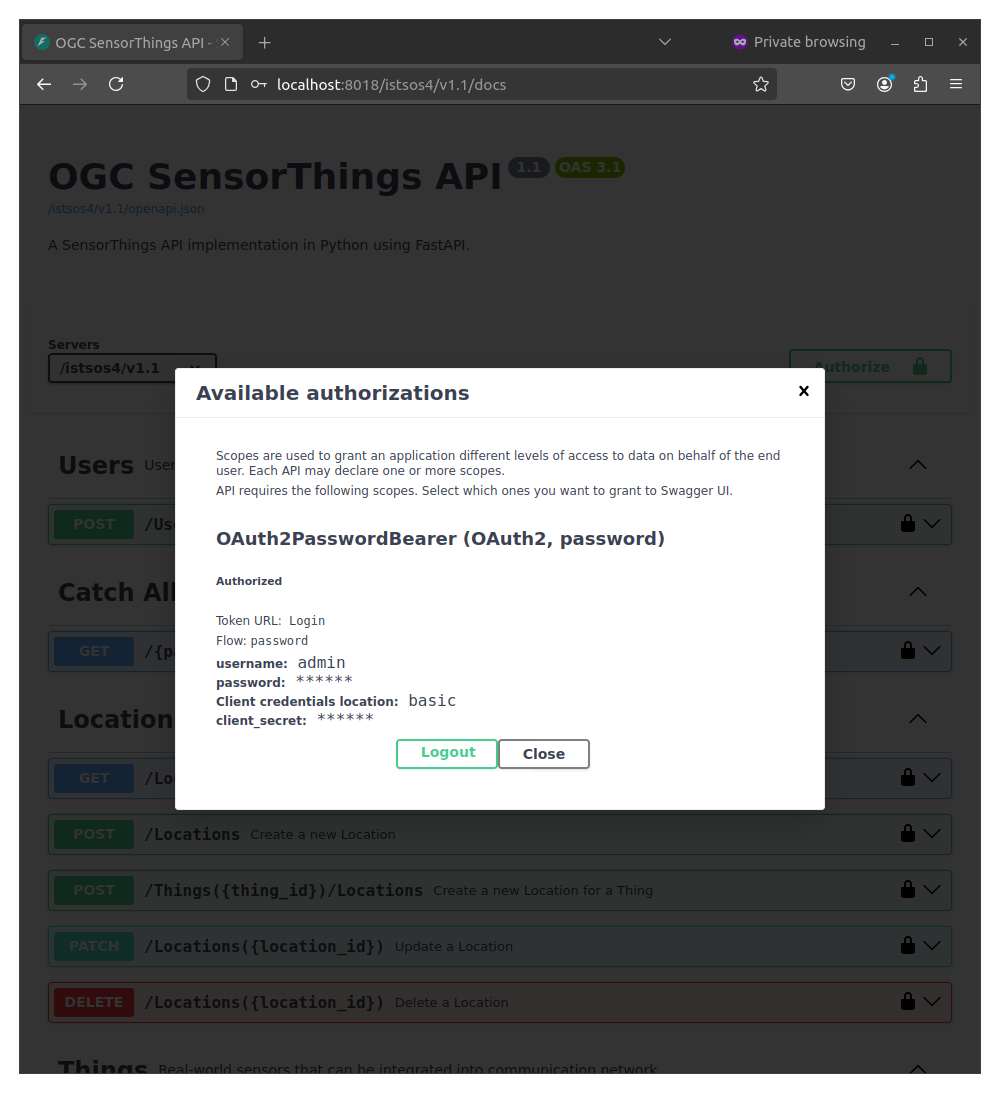 OGC SensorThings API -
Private browsing
localhost:8018/istsos4/v1.1/docs
OGC SensorThings API 1.1 OAS 3.1
/istsos4/v1.1/openapi.json
A SensorThings API implementation in Python using FastAPI.
Servers
/istsos4/v1.1
Authorize
Available authorizations
Scopes are used to grant an application different levels of access to data on behalf of the end
user. Each API may declare one or more scopes.
API requires the following scopes. Select which ones you want to grant to Swagger UI.
OAuth2PasswordBearer (OAuth2, password)
Authorized
Token URL: Login
Flow: password
username: admin
password: ******
Client credentials location: basic
client_secret: ******
Logout Close
Users
POST
Catch All
GET
Location
GET
POST /Locations Create a new Location
POST /Things({thing_id})/Locations Create a new Location for a Thing
PATCH /Locations({location_id}) Update a Location
DELETE /Locations({location_id}) Delete a Location
Things Real-world sensors that can be integrated into communication network